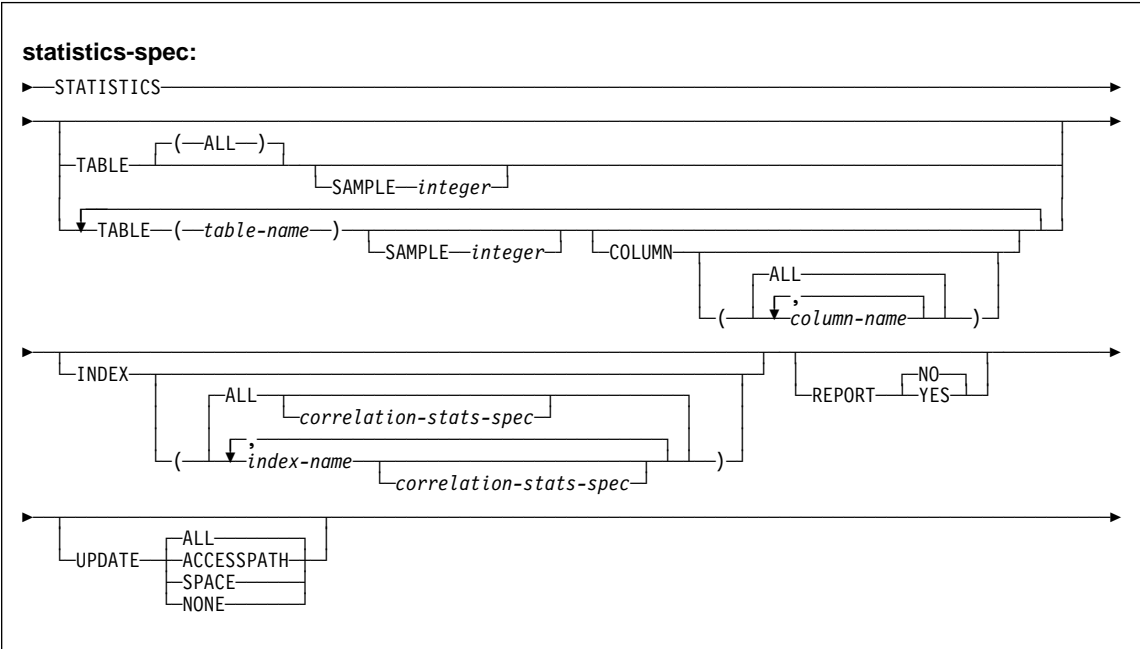 statistics-spec:
STATISTICS
( ALL )
TABLE
SAMPLE integer
TABLE ( table-name )
SAMPLE integer
COLUMN
ALL
,
( column-name )
INDEX
NO
REPORT YES
ALL
correlation-stats-spec
,
( index-name )
correlation-stats-spec
ALL
UPDATE ACCESSPATH
SPACE
NONE